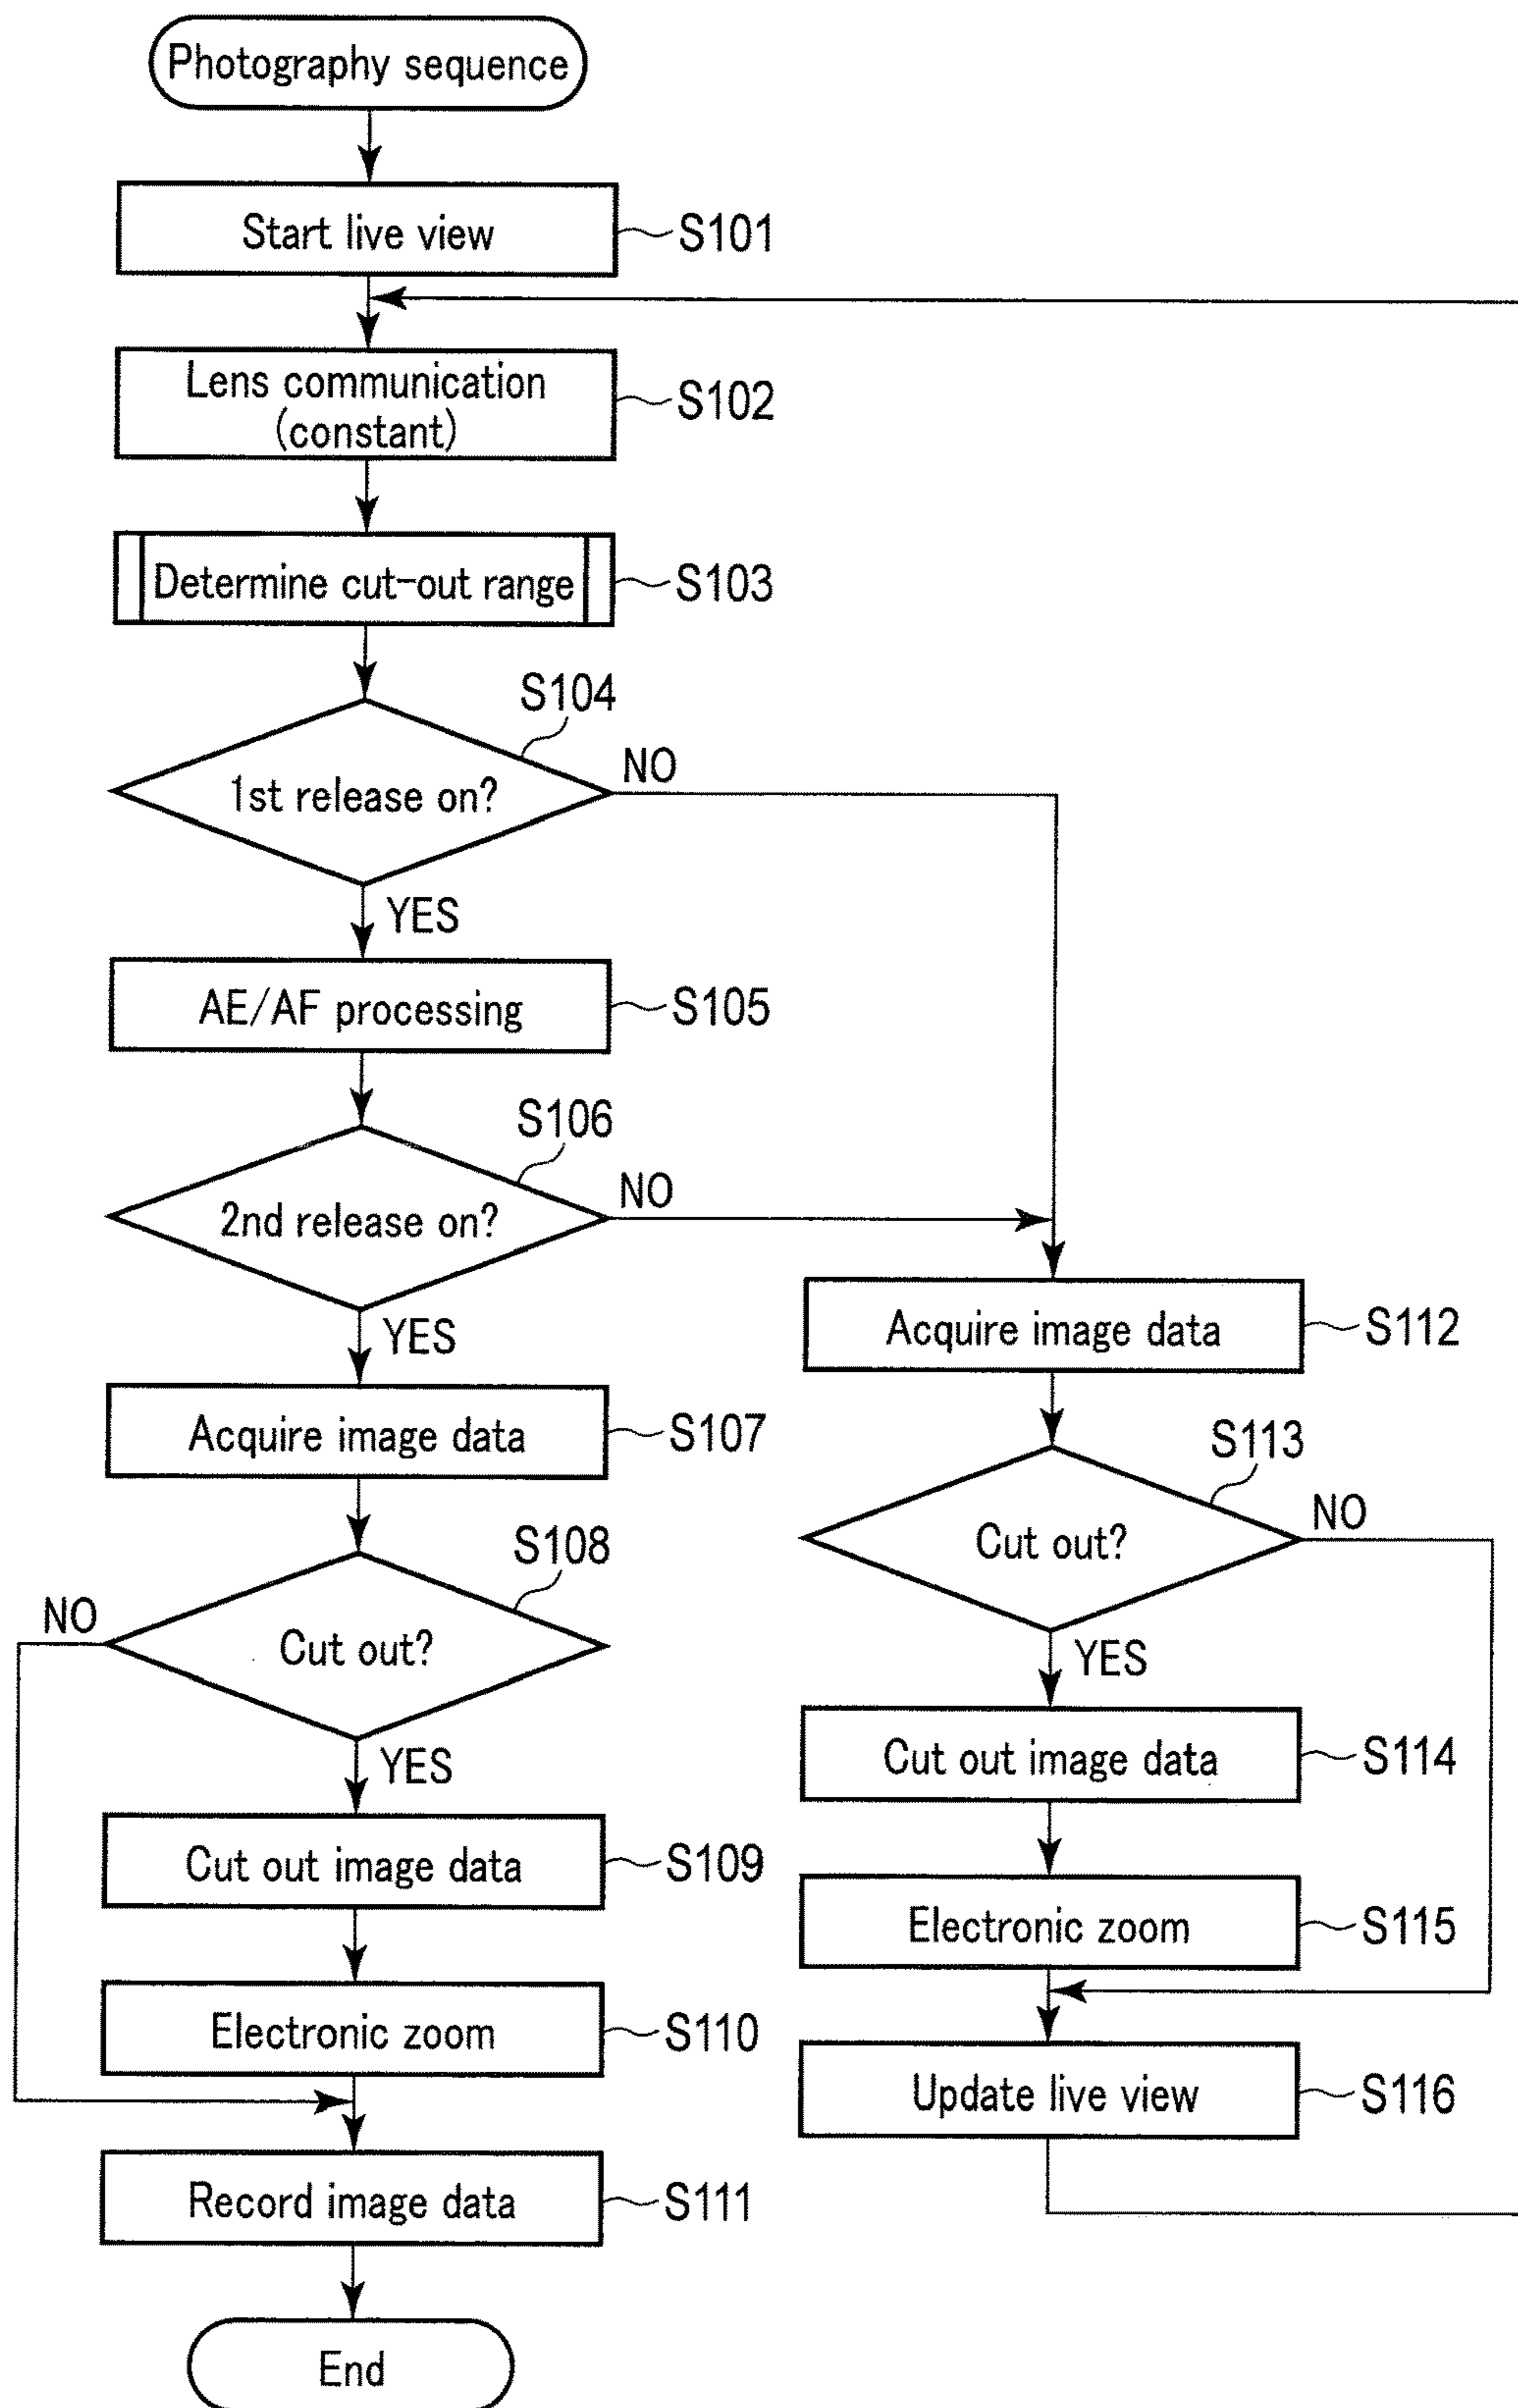 Photography sequence
Start live view
S101
Lens communication
(constant)
S102
Determine cut-out range
S103
S104
1st release on?
NO
YES
AE/AF processing
S105
S106
2nd release on?
NO
YES
Acquire image data
S107
S108
Cut out?
NO
YES
Cut out image data
S109
Electronic zoom
S110
Record image data
S111
End
Acquire image data
S112
S113
Cut out?
NO
YES
Cut out image data
S114
Electronic zoom
S115
Update live view
S116